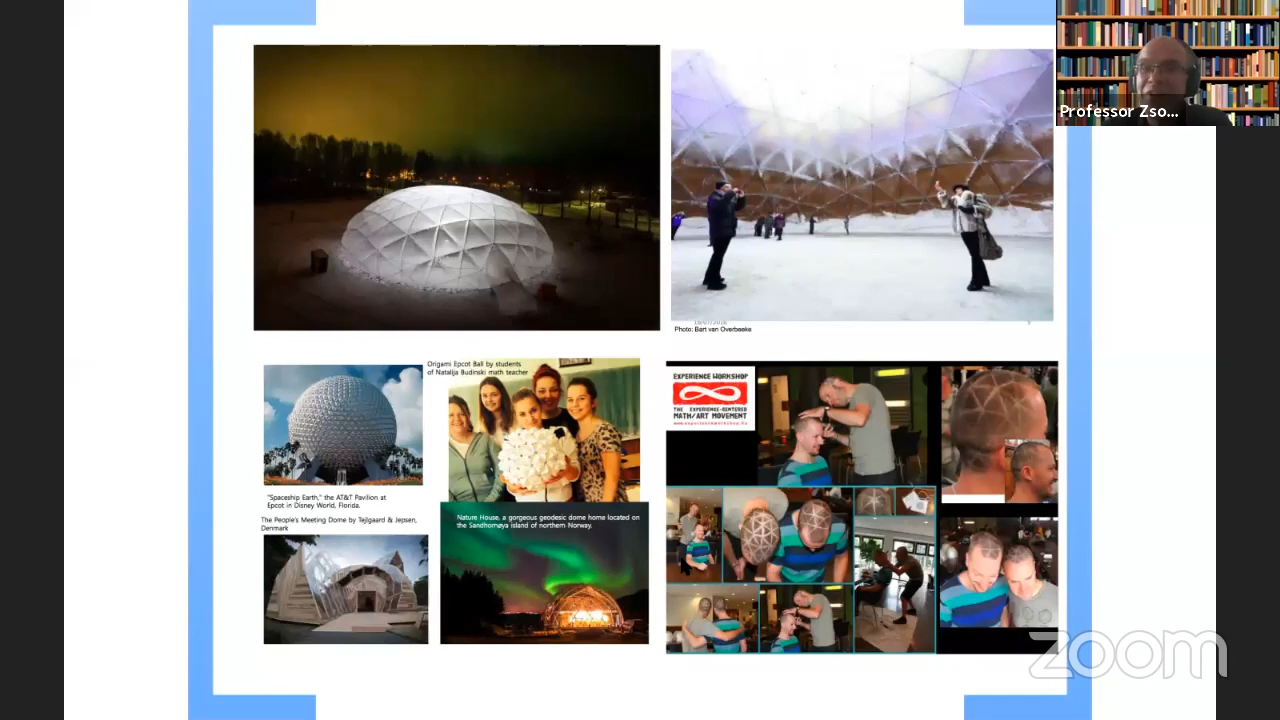 Professor Zso...
Photo: Bart van Overbeeke
Origami Epcot Ball by students
of Natalija Budinski math teacher
"Spaceship Earth," the AT&T Pavilion at
Epcot in Disney World, Florida.
The People's Meeting Dome by Tejlgaard & Jepsen,
Denmark
Nature House, a gorgeous geodesic dome home located on
the Sandhornøya island of northern Norway.
EXPERIENCE WORKSHOP
THE EXPERIENCE-CENTERED
MATH/ART MOVEMENT
www.experienceworkshop.hu
zoom